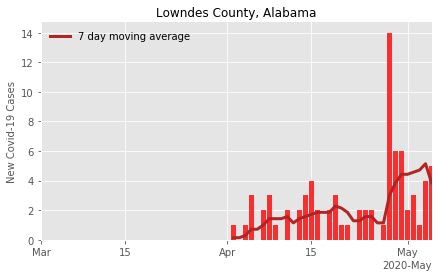 Lowndes County, Alabama
7 day moving average
New Covid-19 Cases
14
12
10
8
6
4
2
0
Mar 15 Apr 15 May
2020-May